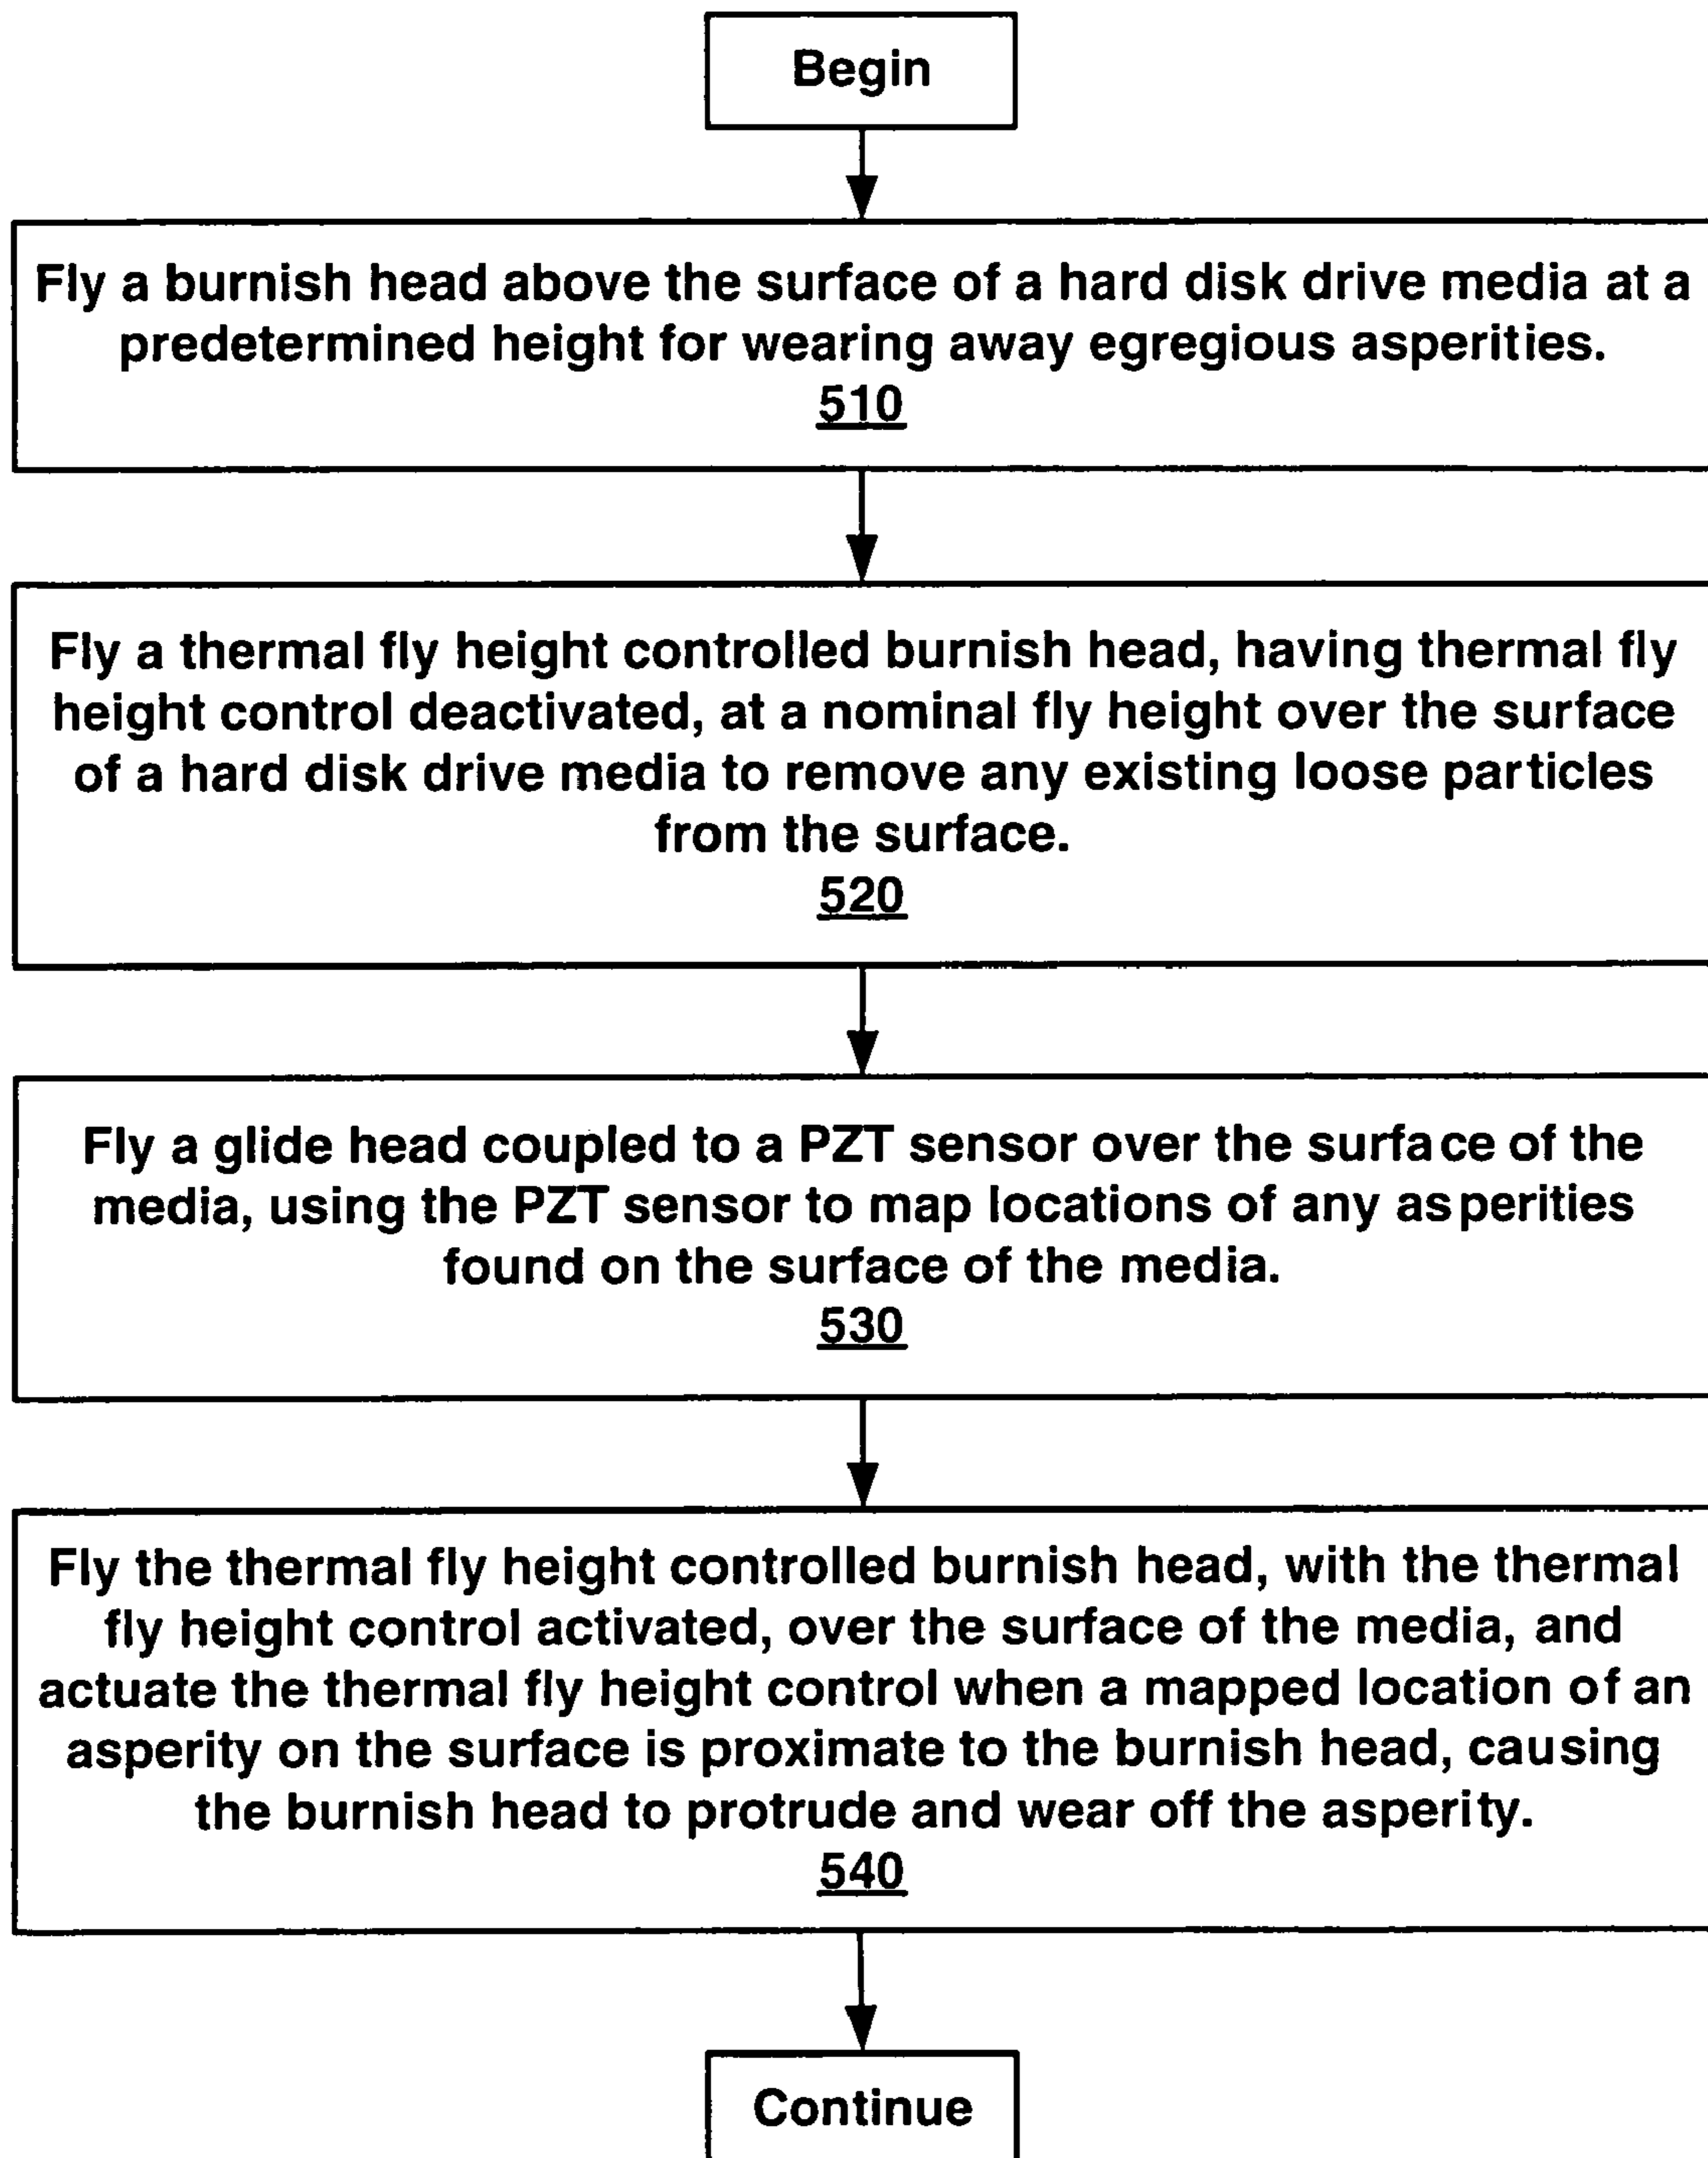 Begin
Fly a burnish head above the surface of a hard disk drive media at a
predetermined height for wearing away egregious asperities.
510
Fly a thermal fly height controlled burnish head, having thermal fly
height control deactivated, at a nominal fly height over the surface
of a hard disk drive media to remove any existing loose particles
from the surface.
520
Fly a glide head coupled to a PZT sensor over the surface of the
media, using the PZT sensor to map locations of any asperities
found on the surface of the media.
530
Fly the thermal fly height controlled burnish head, with the thermal
fly height control activated, over the surface of the media, and
actuate the thermal fly height control when a mapped location of an
asperity on the surface is proximate to the burnish head, causing
the burnish head to protrude and wear off the asperity.
540
Continue